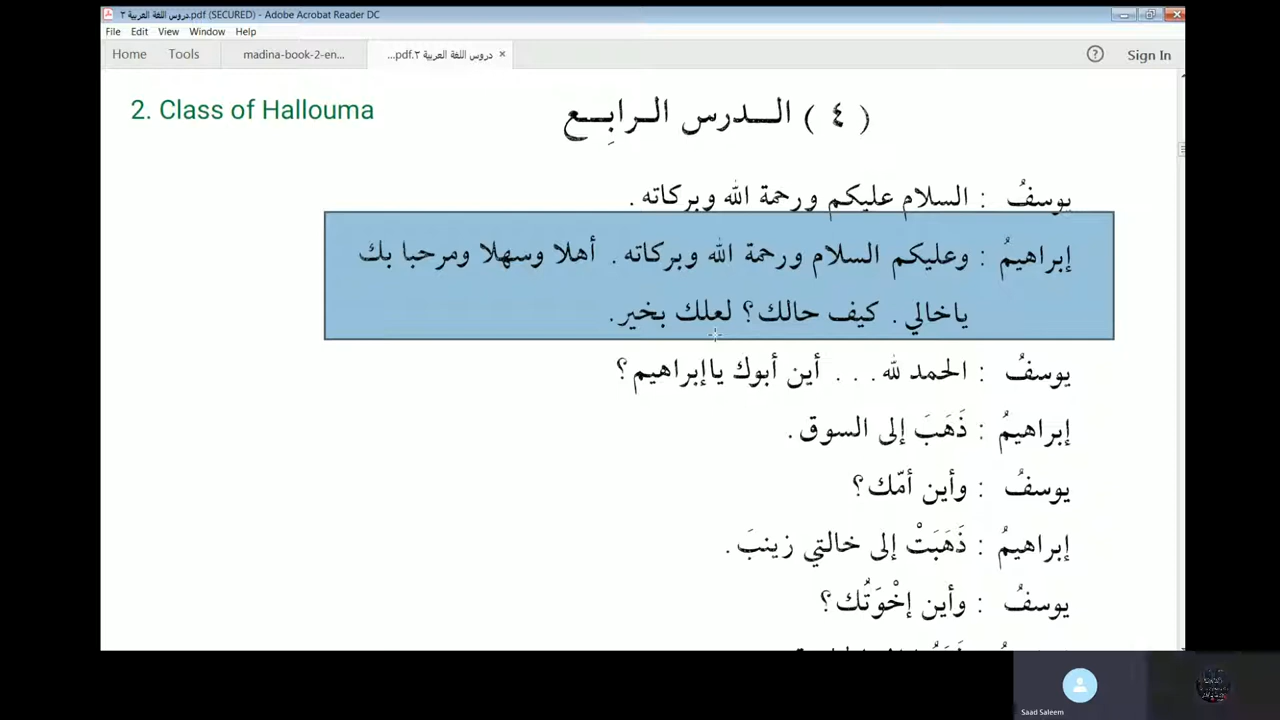 دروس اللغة العربية ٢.pdf (SECURED) - Adobe Acrobat Reader DC
File Edit View Window Help
Home Tools madina-book-2-en... دروس اللغة العربية ٢.pdf... × ? Sign In
2. Class of Hallouma
( ٤ ) الـــدرس الـرابِـــع
يوسفُ : السلام عليكم ورحمة الله وبركاته .
إبراهيمُ : وعليكم السلام ورحمة الله وبركاته . أهلا وسهلا ومرحبا بك
ياخالي . كيف حالك؟ لعلك بخير .
يوسفُ : الحمد لله . . . أين أبوك ياإبراهيم؟
إبراهيمُ : ذَهَبَ إلى السوق .
يوسفُ : وأين أمّك؟
إبراهيمُ : ذَهَبَتْ إلى خالتي زينبَ .
يوسفُ : وأين إخْوَتُك؟
Saad Saleem